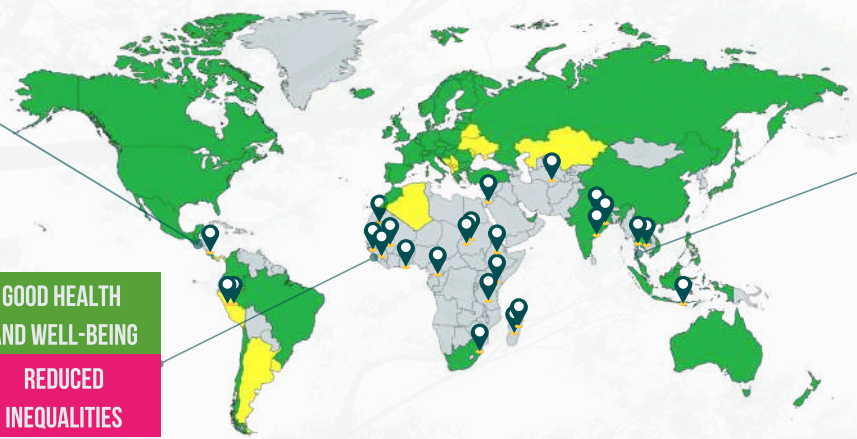 GOOD HEALTH
AND WELL-BEING
REDUCED
INEQUALITIES